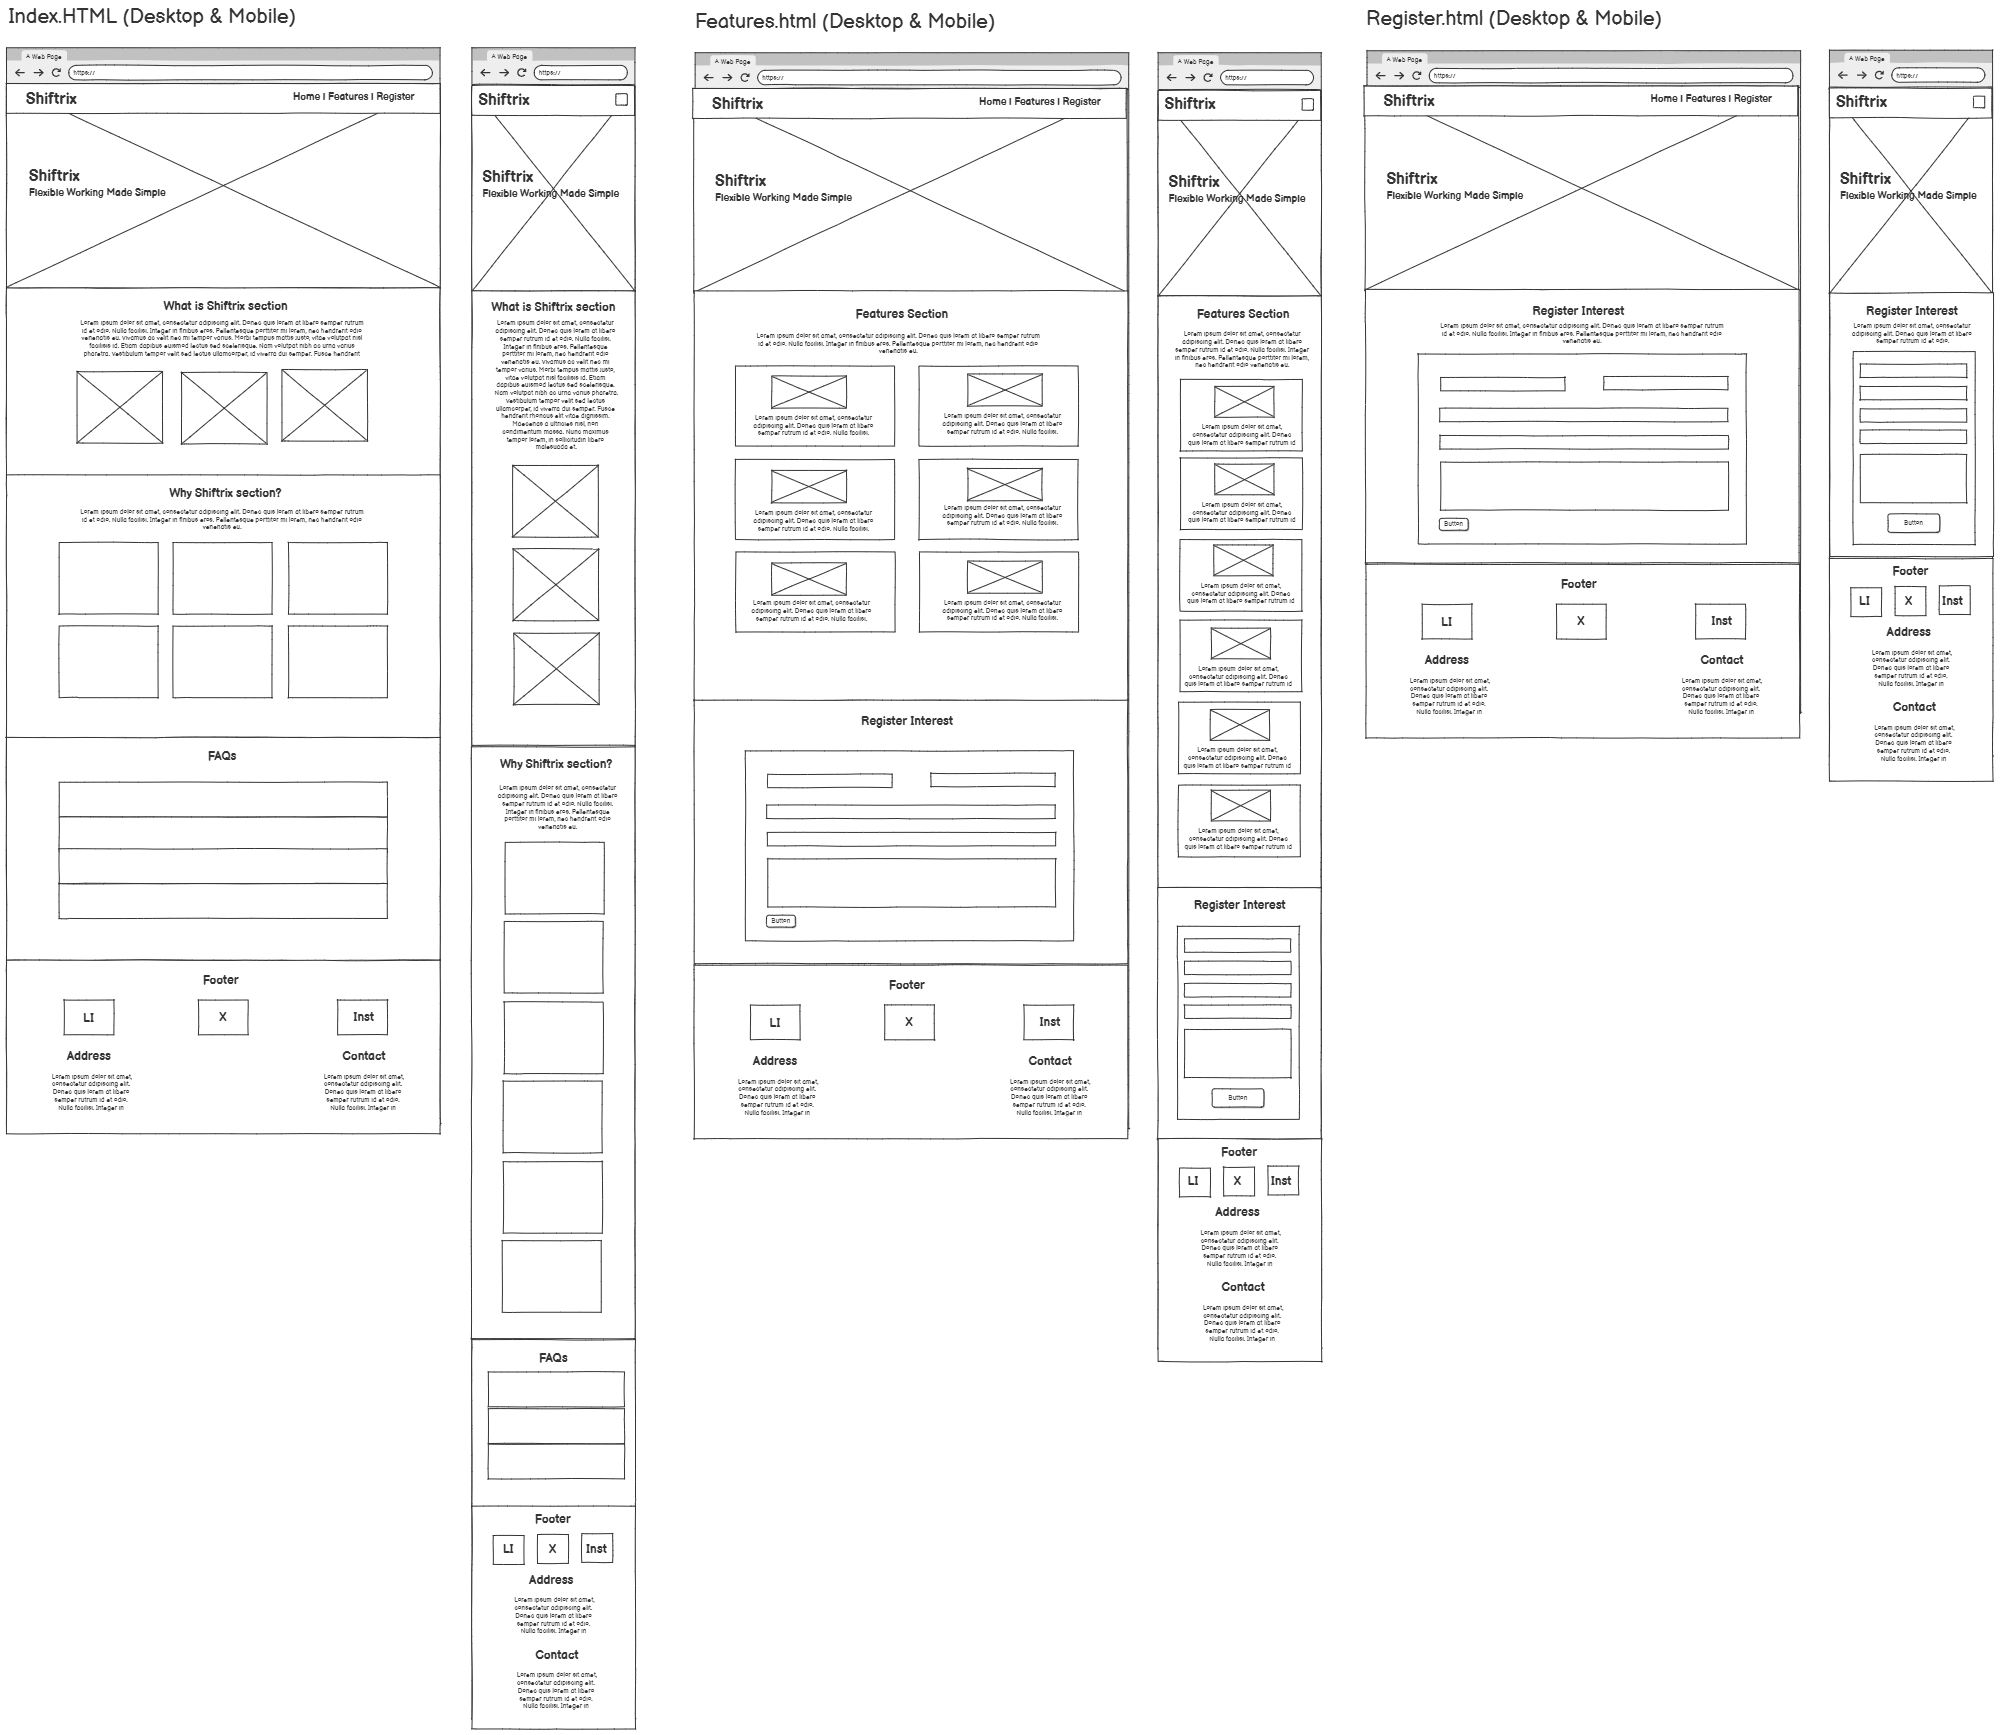 Index.HTML (Desktop & Mobile)
A Web Page
https://
Shiftrix
Home | Features | Register
Shiftrix
Flexible Working Made Simple
What is Shiftrix section
Lorem ipsum dolor sit amet, consectetur adipiscing elit. Donec quis lorem at libero semper rutrum
id at odio. Nulla facilisi. Integer in finibus eros. Pellentesque porttitor mi lorem, nec hendrerit odio
venenatis eu. Vivamus ac velit nec mi tempor varius. Morbi tempus mattis justo, vitae volutpat nisl
facilisis id. Etiam dapibus euismod lectus sed scelerisque. Nam volutpat nibh ac urna varius
pharetra. Vestibulum tempor velit sed lectus ullamcorper, id viverra dui semper. Fusce hendrerit
Why Shiftrix section?
Lorem ipsum dolor sit amet, consectetur adipiscing elit. Donec quis lorem at libero semper rutrum
id at odio. Nulla facilisi. Integer in finibus eros. Pellentesque porttitor mi lorem, nec hendrerit odio
venenatis eu.
FAQs
Footer
LI
X
Inst
Address
Contact
Lorem ipsum dolor sit amet,
consectetur adipiscing elit.
Donec quis lorem at libero
semper rutrum id at odio.
Nulla facilisi. Integer in
Lorem ipsum dolor sit amet,
consectetur adipiscing elit.
Donec quis lorem at libero
semper rutrum id at odio.
Nulla facilisi. Integer in
A Web Page
https://
Shiftrix
Shiftrix
Flexible Working Made Simple
What is Shiftrix section
Lorem ipsum dolor sit amet, consectetur
adipiscing elit. Donec quis lorem at libero
semper rutrum id at odio. Nulla facilisi.
Integer in finibus eros. Pellentesque
porttitor mi lorem, nec hendrerit odio
venenatis eu. Vivamus ac velit nec mi
tempor varius. Morbi tempus mattis justo,
vitae volutpat nisl facilisis id. Etiam
dapibus euismod lectus sed scelerisque.
Nam volutpat nibh ac urna varius pharetra.
Vestibulum tempor velit sed lectus
ullamcorper, id viverra dui semper. Fusce
hendrerit rhoncus elit vitae dignissim.
Maecenas a ultricies nisl, non
condimentum massa. Nunc maximus
tempor lorem, in sollicitudin libero
malesuada et.
Why Shiftrix section?
Lorem ipsum dolor sit amet, consectetur
adipiscing elit. Donec quis lorem at libero
semper rutrum id at odio. Nulla facilisi.
Integer in finibus eros. Pellentesque
porttitor mi lorem, nec hendrerit odio
venenatis eu.
FAQs
Footer
LI
X
Inst
Address
Lorem ipsum dolor sit amet,
consectetur adipiscing elit.
Donec quis lorem at libero
semper rutrum id at odio.
Nulla facilisi. Integer in
Contact
Lorem ipsum dolor sit amet,
consectetur adipiscing elit.
Donec quis lorem at libero
semper rutrum id at odio.
Nulla facilisi. Integer in
Features.html (Desktop & Mobile)
A Web Page
https://
Shiftrix
Home | Features | Register
Shiftrix
Flexible Working Made Simple
Features Section
Lorem ipsum dolor sit amet, consectetur adipiscing elit. Donec quis lorem at libero semper rutrum
id at odio. Nulla facilisi. Integer in finibus eros. Pellentesque porttitor mi lorem, nec hendrerit odio
venenatis eu.
Lorem ipsum dolor sit amet, consectetur
adipiscing elit. Donec quis lorem at libero
semper rutrum id at odio. Nulla facilisi.
Lorem ipsum dolor sit amet, consectetur
adipiscing elit. Donec quis lorem at libero
semper rutrum id at odio. Nulla facilisi.
Lorem ipsum dolor sit amet, consectetur
adipiscing elit. Donec quis lorem at libero
semper rutrum id at odio. Nulla facilisi.
Lorem ipsum dolor sit amet, consectetur
adipiscing elit. Donec quis lorem at libero
semper rutrum id at odio. Nulla facilisi.
Lorem ipsum dolor sit amet, consectetur
adipiscing elit. Donec quis lorem at libero
semper rutrum id at odio. Nulla facilisi.
Lorem ipsum dolor sit amet, consectetur
adipiscing elit. Donec quis lorem at libero
semper rutrum id at odio. Nulla facilisi.
Register Interest
Button
Footer
LI
X
Inst
Address
Contact
Lorem ipsum dolor sit amet,
consectetur adipiscing elit.
Donec quis lorem at libero
semper rutrum id at odio.
Nulla facilisi. Integer in
Lorem ipsum dolor sit amet,
consectetur adipiscing elit.
Donec quis lorem at libero
semper rutrum id at odio.
Nulla facilisi. Integer in
A Web Page
https://
Shiftrix
Shiftrix
Flexible Working Made Simple
Features Section
Lorem ipsum dolor sit amet, consectetur
adipiscing elit. Donec quis lorem at libero
semper rutrum id at odio. Nulla facilisi. Integer
in finibus eros. Pellentesque porttitor mi lorem,
nec hendrerit odio venenatis eu.
Lorem ipsum dolor sit amet,
consectetur adipiscing elit. Donec
quis lorem at libero semper rutrum id
Lorem ipsum dolor sit amet,
consectetur adipiscing elit. Donec
quis lorem at libero semper rutrum id
Lorem ipsum dolor sit amet,
consectetur adipiscing elit. Donec
quis lorem at libero semper rutrum id
Lorem ipsum dolor sit amet,
consectetur adipiscing elit. Donec
quis lorem at libero semper rutrum id
Lorem ipsum dolor sit amet,
consectetur adipiscing elit. Donec
quis lorem at libero semper rutrum id
Lorem ipsum dolor sit amet,
consectetur adipiscing elit. Donec
quis lorem at libero semper rutrum id
Register Interest
Button
Footer
LI
X
Inst
Address
Lorem ipsum dolor sit amet,
consectetur adipiscing elit.
Donec quis lorem at libero
semper rutrum id at odio.
Nulla facilisi. Integer in
Contact
Lorem ipsum dolor sit amet,
consectetur adipiscing elit.
Donec quis lorem at libero
semper rutrum id at odio.
Nulla facilisi. Integer in
Register.html (Desktop & Mobile)
A Web Page
https://
Shiftrix
Home | Features | Register
Shiftrix
Flexible Working Made Simple
Register Interest
Lorem ipsum dolor sit amet, consectetur adipiscing elit. Donec quis lorem at libero semper rutrum
id at odio. Nulla facilisi. Integer in finibus eros. Pellentesque porttitor mi lorem, nec hendrerit odio
venenatis eu.
Button
Footer
LI
X
Inst
Address
Contact
Lorem ipsum dolor sit amet,
consectetur adipiscing elit.
Donec quis lorem at libero
semper rutrum id at odio.
Nulla facilisi. Integer in
Lorem ipsum dolor sit amet,
consectetur adipiscing elit.
Donec quis lorem at libero
semper rutrum id at odio.
Nulla facilisi. Integer in
A Web Page
https://
Shiftrix
Shiftrix
Flexible Working Made Simple
Register Interest
Lorem ipsum dolor sit amet, consectetur
adipiscing elit. Donec quis lorem at libero
semper rutrum id at odio. Nulla facilisi.
Button
Footer
LI
X
Inst
Address
Lorem ipsum dolor sit amet,
consectetur adipiscing elit.
Donec quis lorem at libero
semper rutrum id at odio.
Nulla facilisi. Integer in
Contact
Lorem ipsum dolor sit amet,
consectetur adipiscing elit.
Donec quis lorem at libero
semper rutrum id at odio.
Nulla facilisi. Integer in